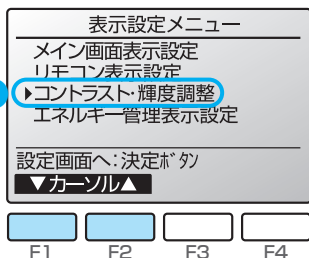 表示設定メニュー
メイン画面表示設定
リモコン表示設定
▶コントラスト・輝度調整
エネルギー管理表示設定
設定画面へ:決定ボタン
▼カーソル▲
F1 F2 F3 F4